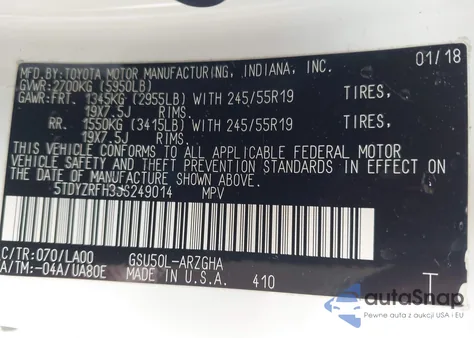 MFD.BY:TOYOTA MOTOR MANUFACTURING, INDIANA, INC. 01/18
GVWR:2700KG (5950LB)
GAWR:FRT. 1345KG (2955LB) WITH 245/55R19 TIRES,
19X7.5J RIMS.
RR. 1550KG (3415LB) WITH 245/55R19 TIRES,
19X7.5J RIMS.
THIS VEHICLE CONFORMS TO ALL APPLICABLE FEDERAL MOTOR
VEHICLE SAFETY AND THEFT PREVENTION STANDARDS IN EFFECT ON
THE DATE OF MANUFACTURE SHOWN ABOVE.
5TDYZRFH3JS249014 MPV
C/TR:070/LA00 GSU50L-ARZGHA
A/TM:-04A/UA80E MADE IN U.S.A. 410 T
autoSnap
Pewne auta z USA i EU